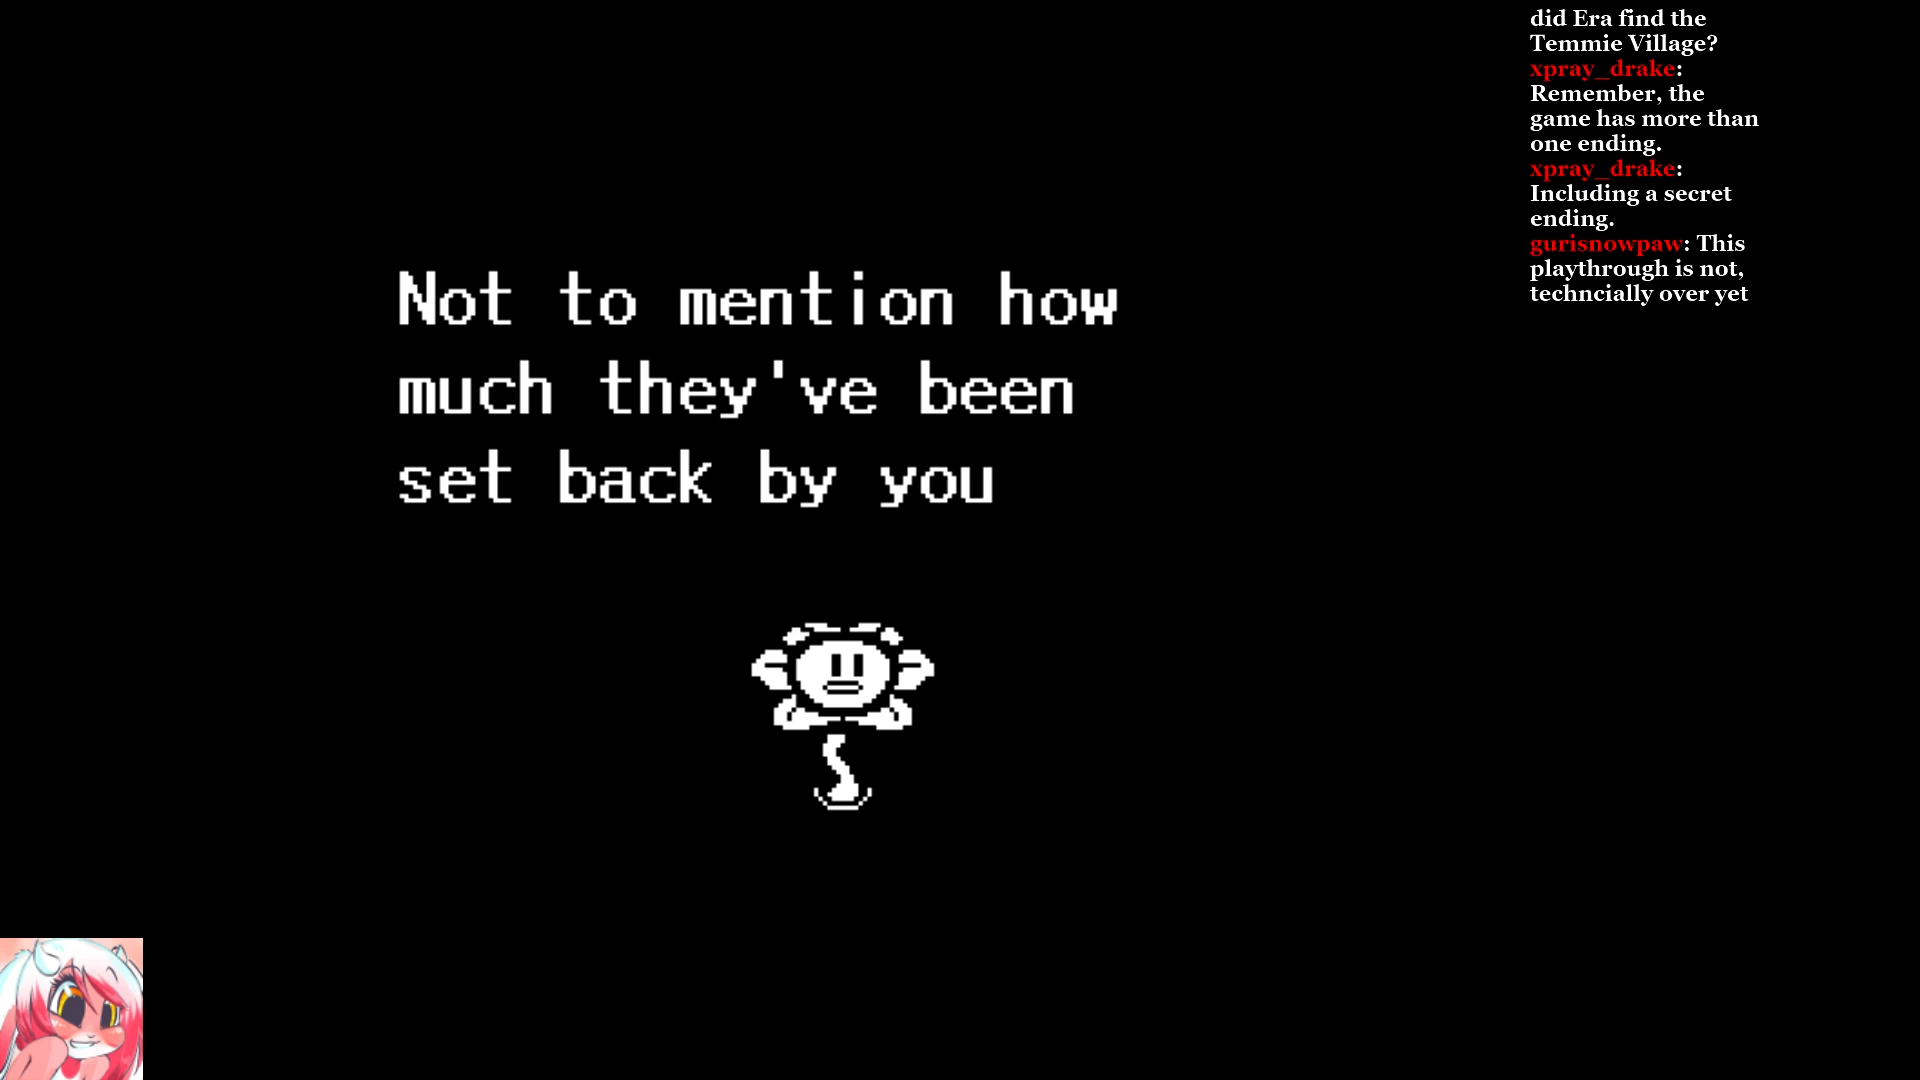 Not to mention how
much they've been
set back by you
did Era find the
Temmie Village?
xpray_drake:
Remember, the
game has more than
one ending.
xpray_drake:
Including a secret
ending.
gurisnowpaw: This
playthrough is not,
techncially over yet